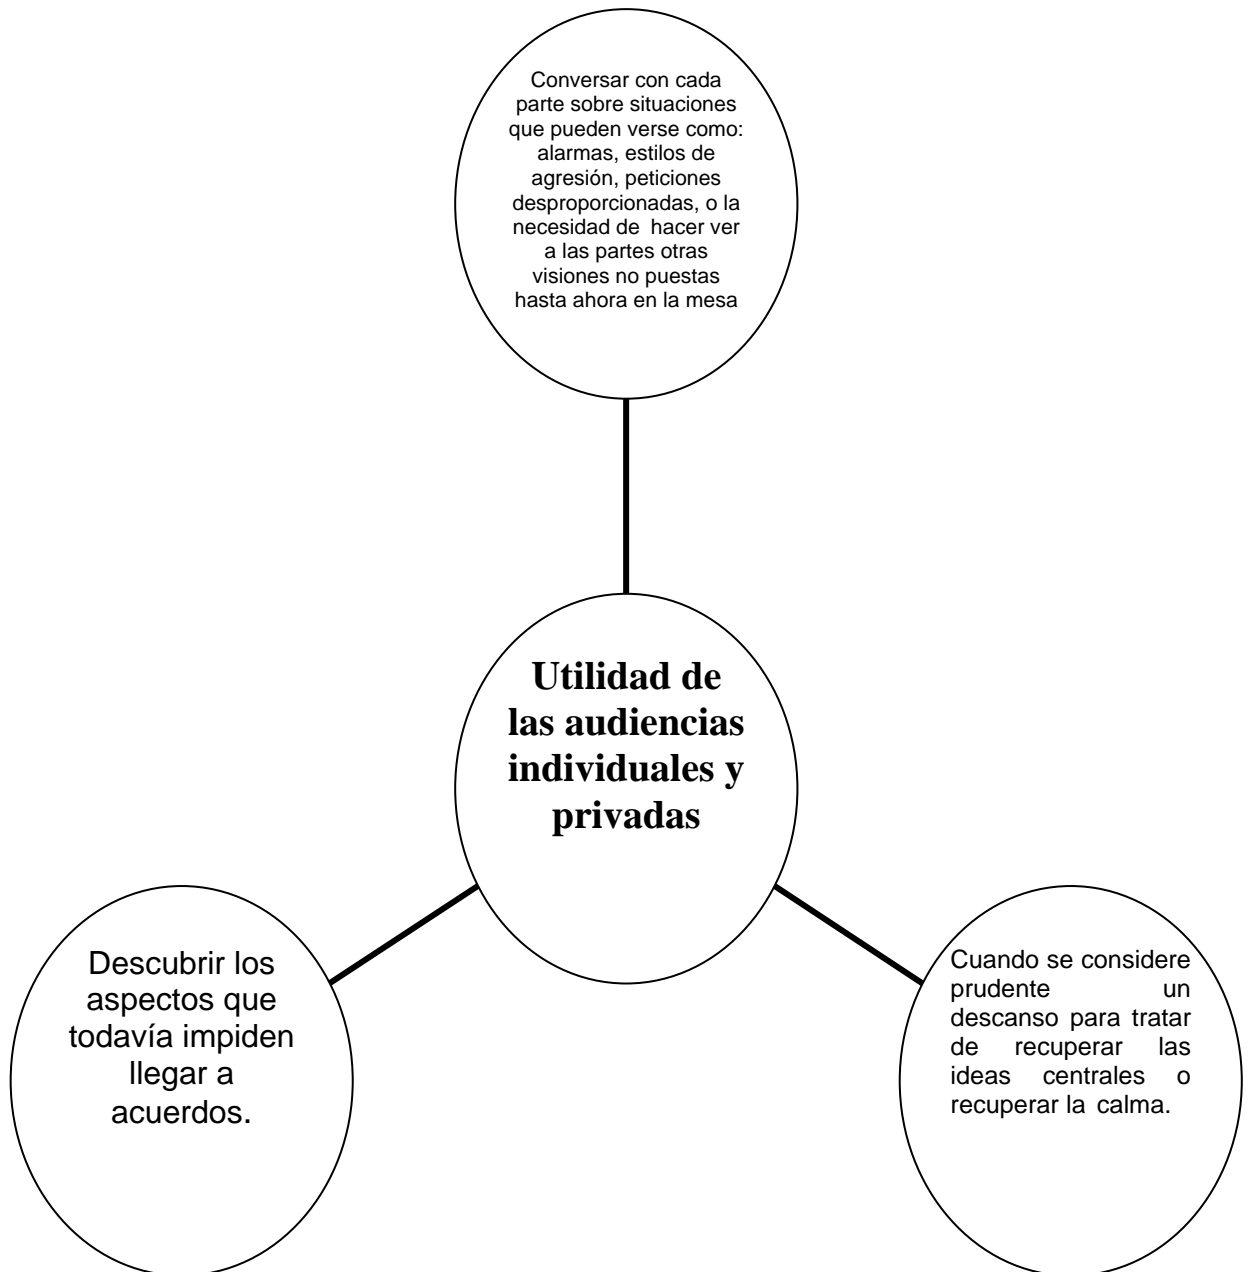 Conversar con cada
parte sobre situaciones
que pueden verse como:
alarmas, estilos de
agresión, peticiones
desproporcionadas, o la
necesidad de hacer ver
a las partes otras
visiones no puestas
hasta ahora en la mesa
Utilidad de
las audiencias
individuales y
privadas
Descubrir los
aspectos que
todavía impiden
llegar a
acuerdos.
Cuando se considere
prudente un
descanso para tratar
de recuperar las
ideas centrales o
recuperar la calma.